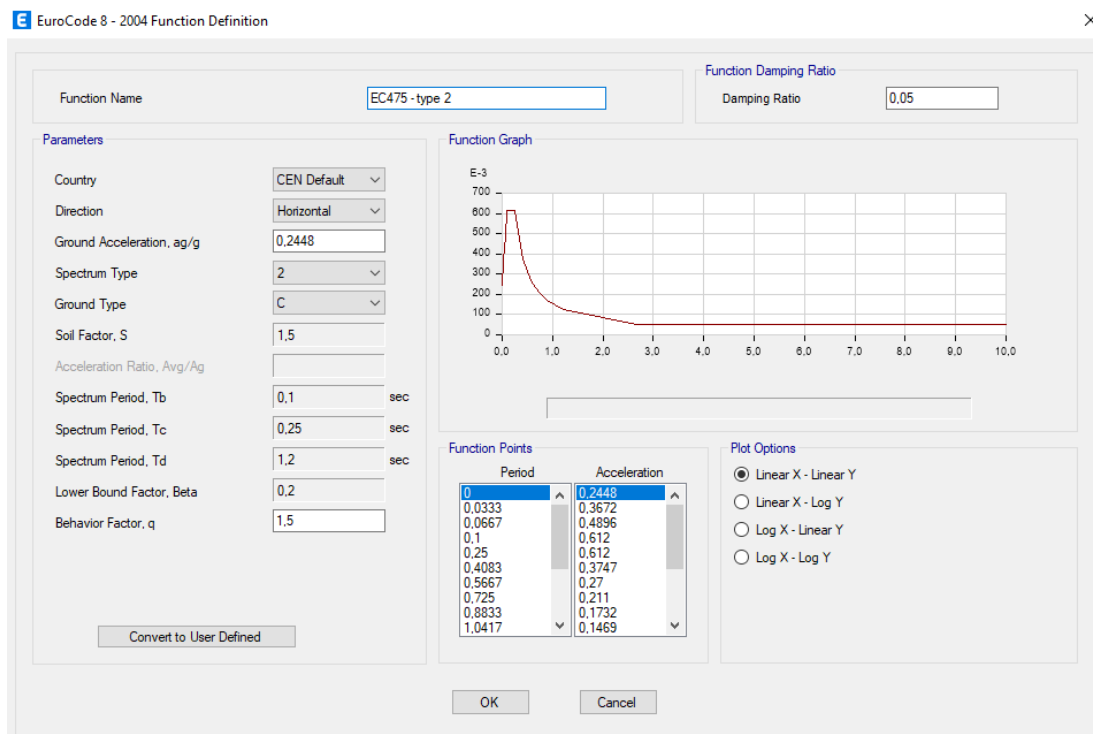 E EuroCode 8 - 2004 Function Definition
Function Name EC475 - type 2
Function Damping Ratio
Damping Ratio 0,05
Parameters
Country CEN Default
Direction Horizontal
Ground Acceleration, ag/g 0,2448
Spectrum Type 2
Ground Type C
Soil Factor, S 1,5
Acceleration Ratio, Avg/Ag
Spectrum Period, Tb 0,1 sec
Spectrum Period, Tc 0,25 sec
Spectrum Period, Td 1,2 sec
Lower Bound Factor, Beta 0,2
Behavior Factor, q 1,5
Convert to User Defined
Function Graph
E-3
700
600
500
400
300
200
100
0
0,0 1,0 2,0 3,0 4,0 5,0 6,0 7,0 8,0 9,0 10,0
Function Points
Period Acceleration
0 0,2448
0,0333 0,3672
0,0667 0,4896
0,1 0,612
0,25 0,612
0,4083 0,3747
0,5667 0,27
0,725 0,211
0,8833 0,1732
1,0417 0,1469
Plot Options
Linear X - Linear Y
Linear X - Log Y
Log X - Linear Y
Log X - Log Y
OK Cancel